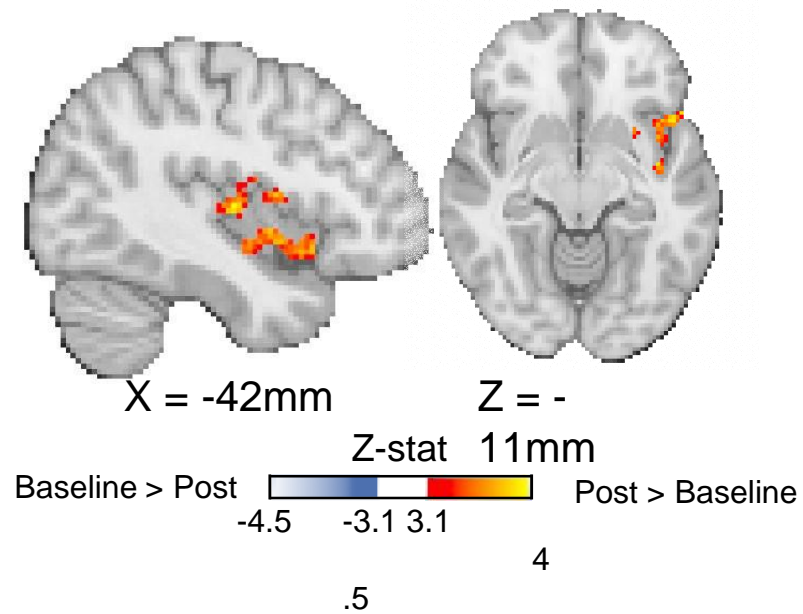 X = -42mm
Z = -
11mm
Z-stat
Baseline > Post
Post > Baseline
-4.5
-3.1
3.1
4
.5